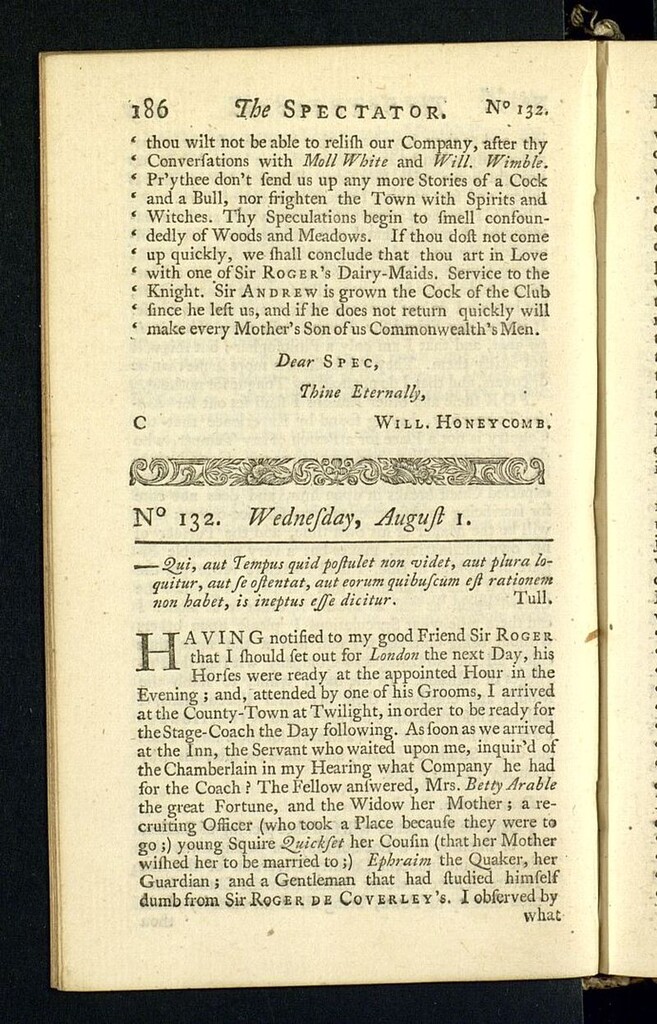 186 The SPECTATOR. No 132.
‘ thou wilt not be able to reliſh our Company, after thy
‘ Converſations with Moll White and Will. Wimble.
‘ Pr'ythee don't ſend us up any more Stories of a Cock
‘ and a Bull, nor frighten the Town with Spirits and
‘ Witches. Thy Speculations begin to ſmell confoun-
‘ dedly of Woods and Meadows. If thou doſt not come
‘ up quickly, we ſhall conclude that thou art in Love
‘ with one of Sir ROGER's Dairy-Maids. Service to the
‘ Knight. Sir ANDREW is grown the Cock of the Club
‘ ſince he left us, and if he does not return quickly will
‘ make every Mother's Son of us Commonwealth's Men.
Dear SPEC,
Thine Eternally,
C WILL. HONEYCOMB.
No 132. Wedneſday, Auguſt 1.
—Qui, aut Tempus quid poſtulet non videt, aut plura lo-
quitur, aut ſe oſtentat, aut eorum quibuſcum eſt rationem
non habet, is ineptus eſſe dicitur. Tull.
HAVING notified to my good Friend Sir ROGER
that I ſhould ſet out for London the next Day, his
Horſes were ready at the appointed Hour in the
Evening; and, attended by one of his Grooms, I arrived
at the County-Town at Twilight, in order to be ready for
the Stage-Coach the Day following. As ſoon as we arrived
at the Inn, the Servant who waited upon me, inquir'd of
the Chamberlain in my Hearing what Company he had
for the Coach? The Fellow anſwered, Mrs. Betty Arable
the great Fortune, and the Widow her Mother; a re-
cruiting Officer (who took a Place becauſe they were to
go;) young Squire Quickſet her Couſin (that her Mother
wiſhed her to be married to;) Ephraim the Quaker, her
Guardian; and a Gentleman that had ſtudied himſelf
dumb from Sir ROGER DE COVERLEY's. I obſerved by
what